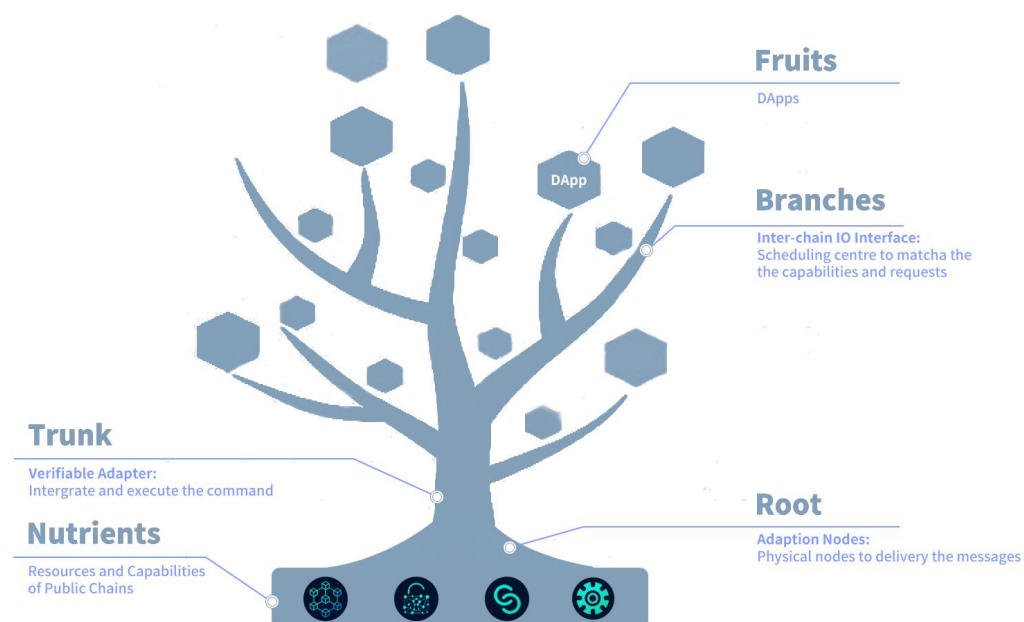 Fruits
DApps
DApp
Branches
Inter-chain IO Interface:
Scheduling centre to matcha the
the capabilities and requests
Trunk
Verifiable Adapter:
Intergrate and execute the command
Root
Adaption Nodes:
Physical nodes to delivery the messages
Nutrients
Resources and Capabilities
of Public Chains